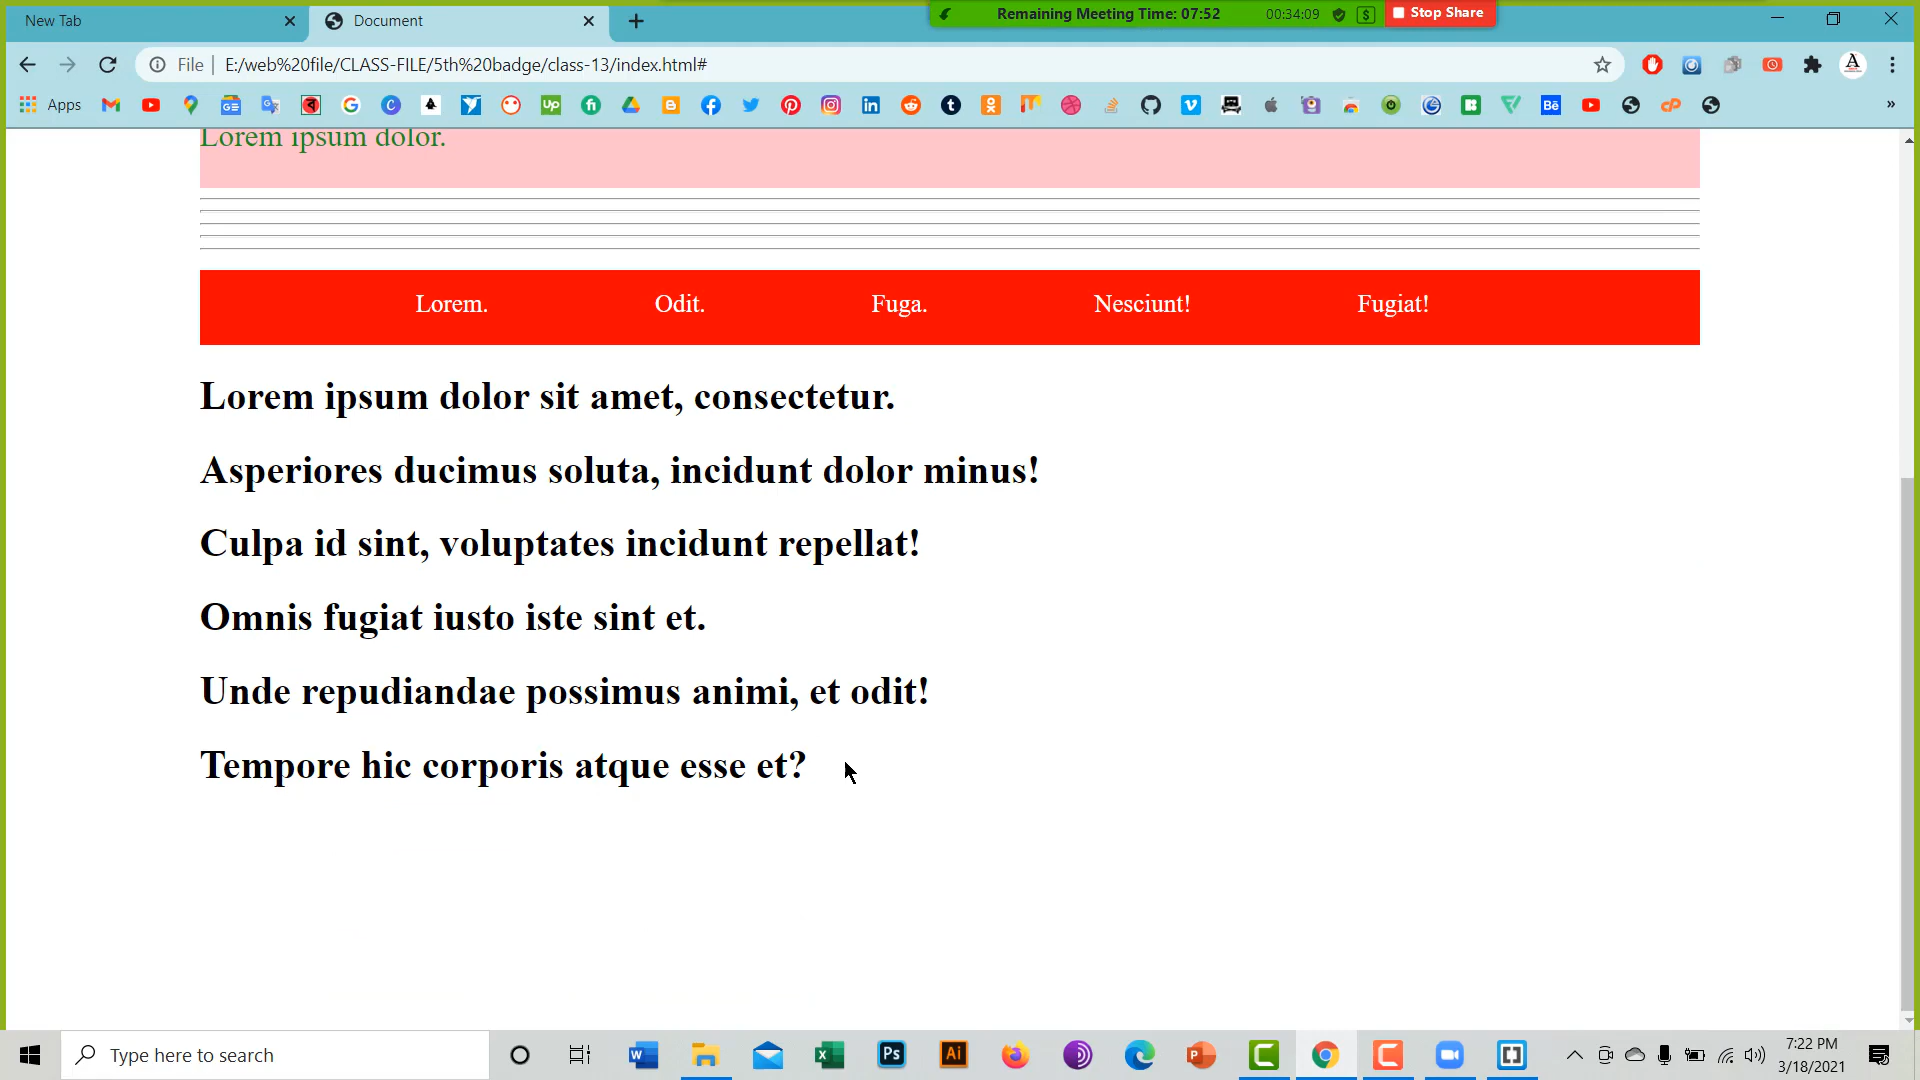 New Tab
Document
Remaining Meeting Time: 07:52
00:34:09
Stop Share
File
E:/web%20file/CLASS-FILE/5th%20badge/class-13/index.html#
Apps
Lorem ipsum dolor.
Lorem. Odit. Fuga. Nesciunt! Fugiat!
Lorem ipsum dolor sit amet, consectetur.
Asperiores ducimus soluta, incidunt dolor minus!
Culpa id sint, voluptates incidunt repellat!
Omnis fugiat iusto iste sint et.
Unde repudiandae possimus animi, et odit!
Tempore hic corporis atque esse et?
Type here to search
7:22 PM
3/18/2021